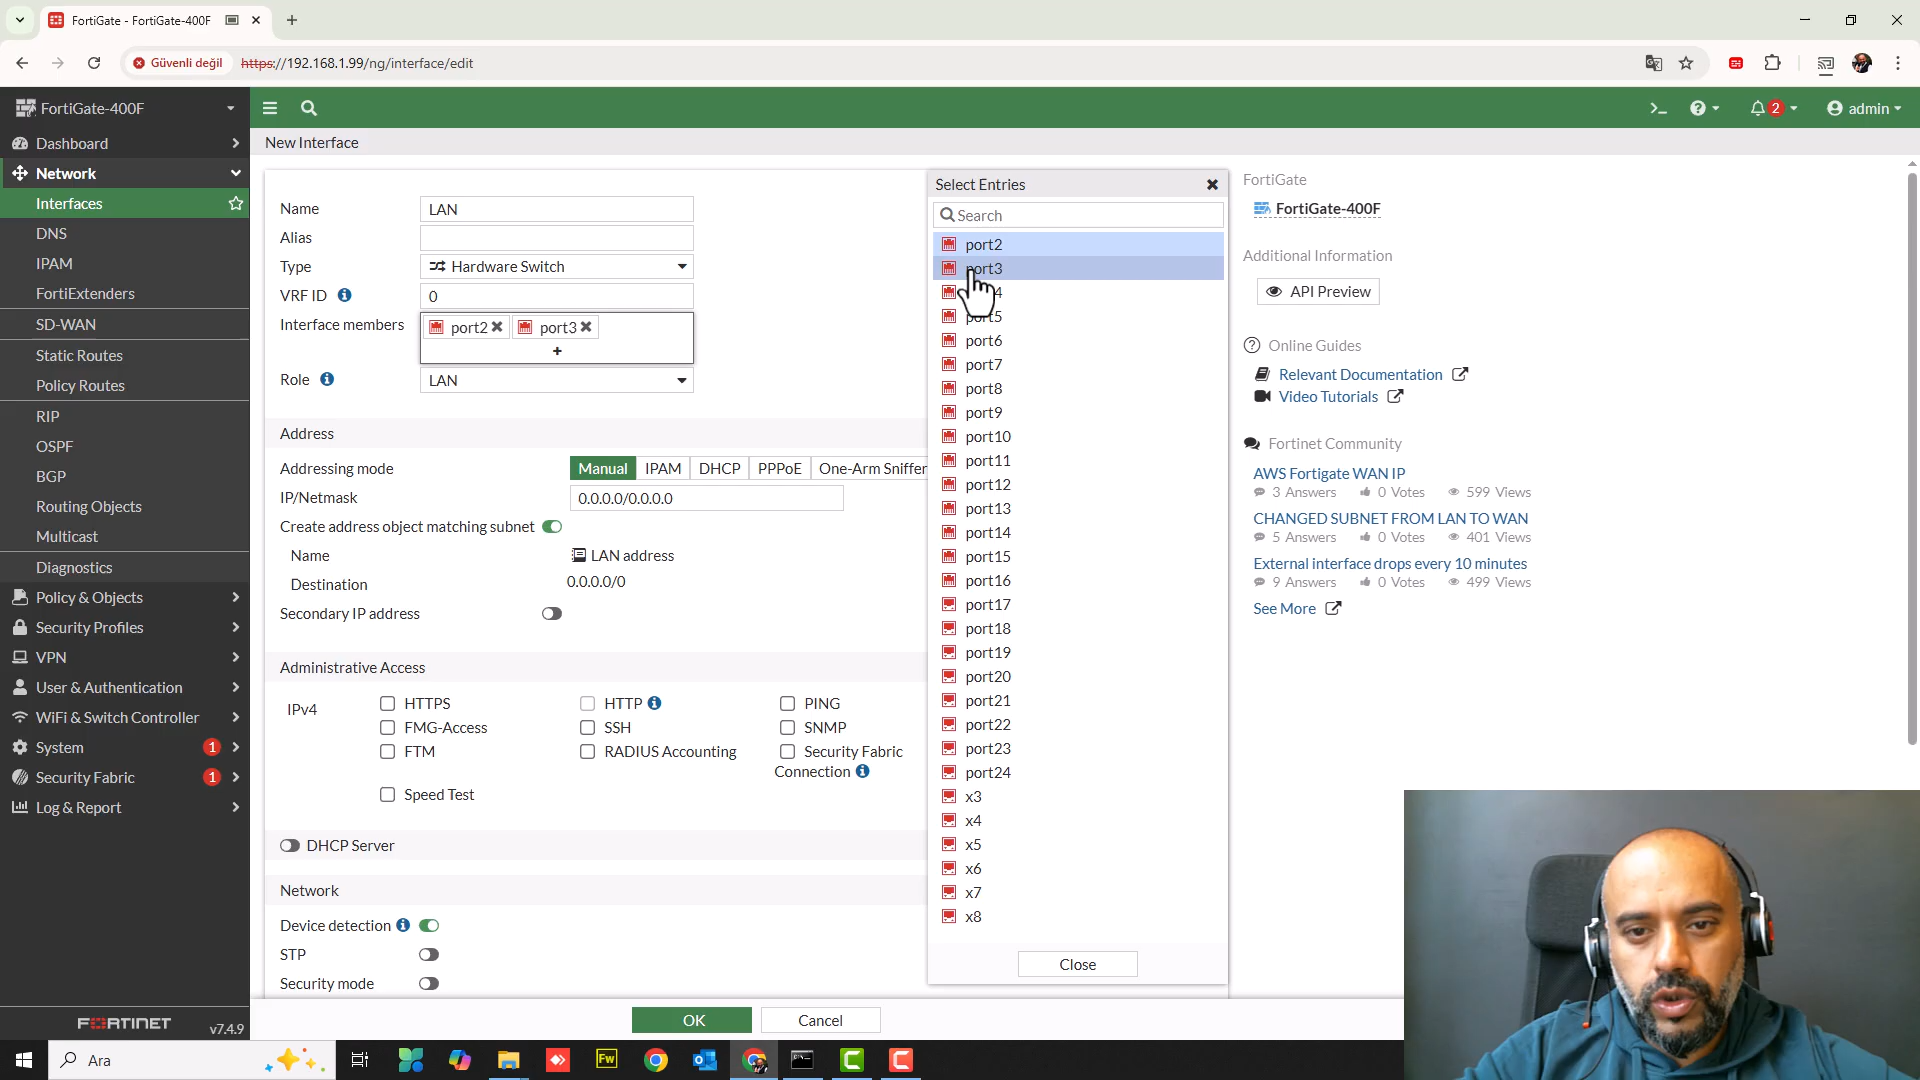 FortiGate - FortiGate-400F
Güvenli değil
https://192.168.1.99/ng/interface/edit
FortiGate-400F
2
admin
Dashboard
Network
Interfaces
DNS
IPAM
FortiExtenders
SD-WAN
Static Routes
Policy Routes
RIP
OSPF
BGP
Routing Objects
Multicast
Diagnostics
Policy & Objects
Security Profiles
VPN
User & Authentication
WiFi & Switch Controller
System 1
Security Fabric 1
Log & Report
FORTINET v7.4.9
New Interface
Name LAN
Alias
Type Hardware Switch
VRF ID 0
Interface members port2 port3
+
Role LAN
Address
Addressing mode Manual IPAM DHCP PPPoE One-Arm Sniffer
IP/Netmask 0.0.0.0/0.0.0.0
Create address object matching subnet
Name LAN address
Destination 0.0.0.0/0
Secondary IP address
Administrative Access
IPv4 HTTPS HTTP PING
FMG-Access SSH SNMP
FTM RADIUS Accounting Security Fabric
Connection
Speed Test
DHCP Server
Network
Device detection
STP
Security mode
OK Cancel
Select Entries
Search
port2
port3
4
port5
port6
port7
port8
port9
port10
port11
port12
port13
port14
port15
port16
port17
port18
port19
port20
port21
port22
port23
port24
x3
x4
x5
x6
x7
x8
Close
FortiGate
FortiGate-400F
Additional Information
API Preview
Online Guides
Relevant Documentation
Video Tutorials
Fortinet Community
AWS Fortigate WAN IP
3 Answers 0 Votes 599 Views
CHANGED SUBNET FROM LAN TO WAN
5 Answers 0 Votes 401 Views
External interface drops every 10 minutes
9 Answers 0 Votes 499 Views
See More
Ara
Fw